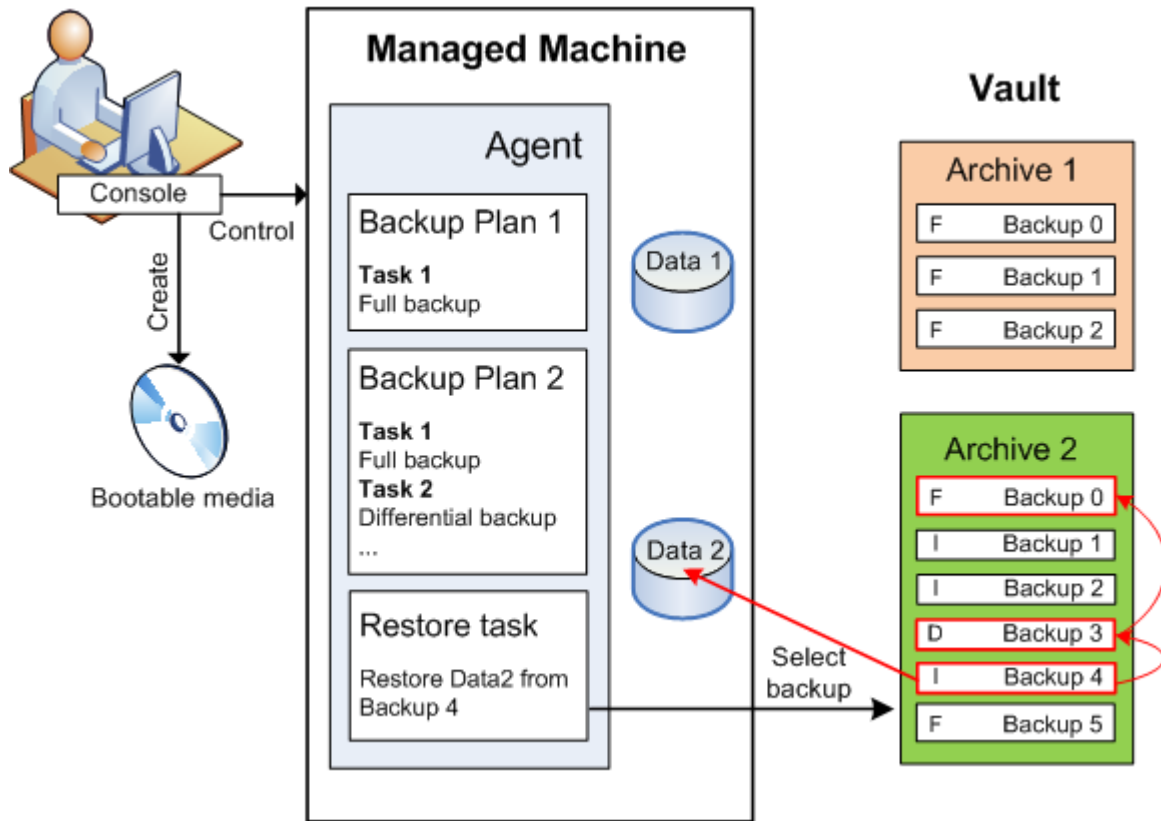 Console
Control
Create
Bootable media
Managed Machine
Agent
Backup Plan 1
Task 1
Full backup
Backup Plan 2
Task 1
Full backup
Task 2
Differential backup
...
Restore task
Restore Data2 from
Backup 4
Data 1
Data 2
Select
backup
Vault
Archive 1
F Backup 0
F Backup 1
F Backup 2
Archive 2
F Backup 0
I Backup 1
I Backup 2
D Backup 3
I Backup 4
F Backup 5